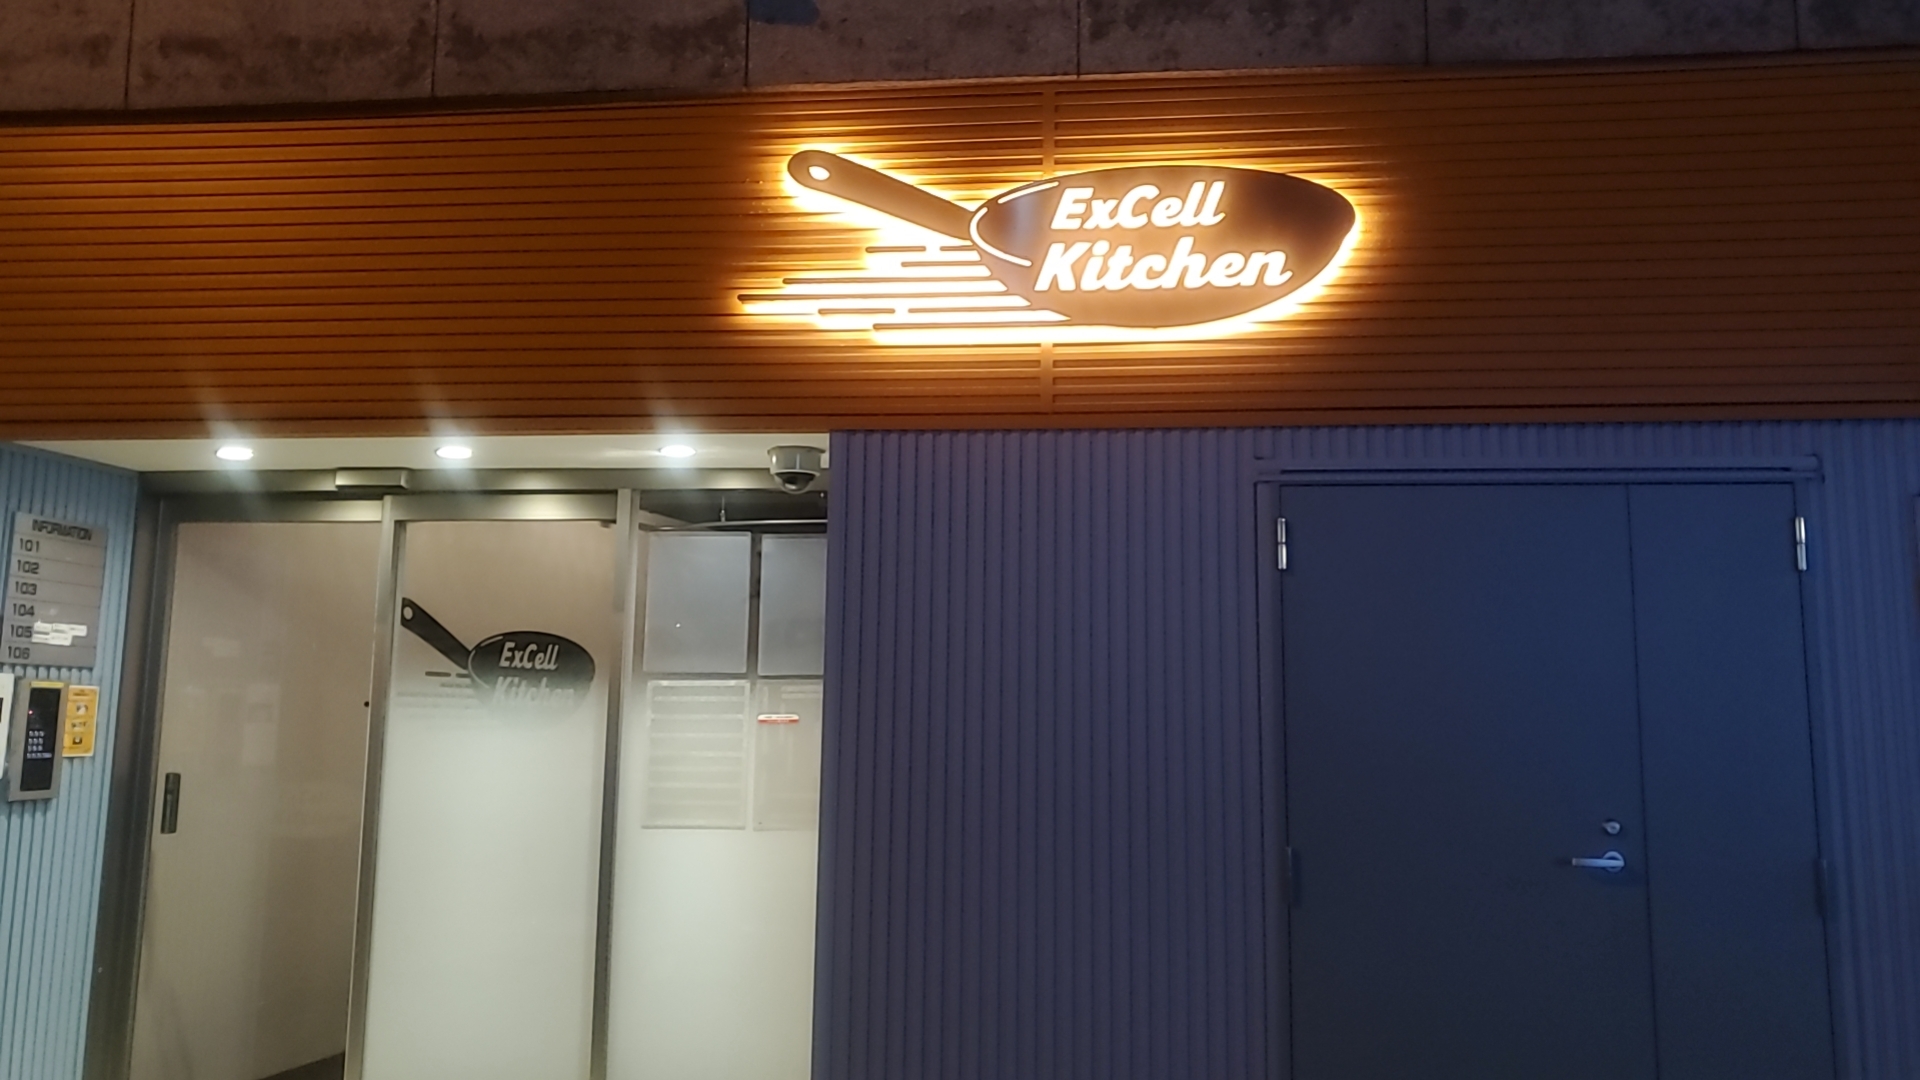 ExCell
Kitchen
INFORMATION
101
102
103
104
105
106
ExCell
Kitchen